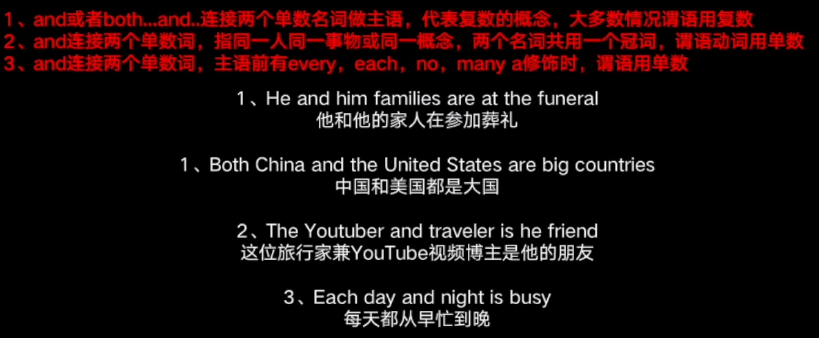 1、and或者both...and..连接两个单数名词做主语，代表复数的概念，大多数情况谓语用复数
2、and连接两个单数词，指同一人同一事物或同一概念，两个名词共用一个冠词，谓语动词用单数
3、and连接两个单数词，主语前有every，each，no，many a修饰时，谓语用单数
1、He and him families are at the funeral
他和他的家人在参加葬礼
1、Both China and the United States are big countries
中国和美国都是大国
2、The Youtuber and traveler is he friend
这位旅行家兼YouTube视频博主是他的朋友
3、Each day and night is busy
每天都从早忙到晚